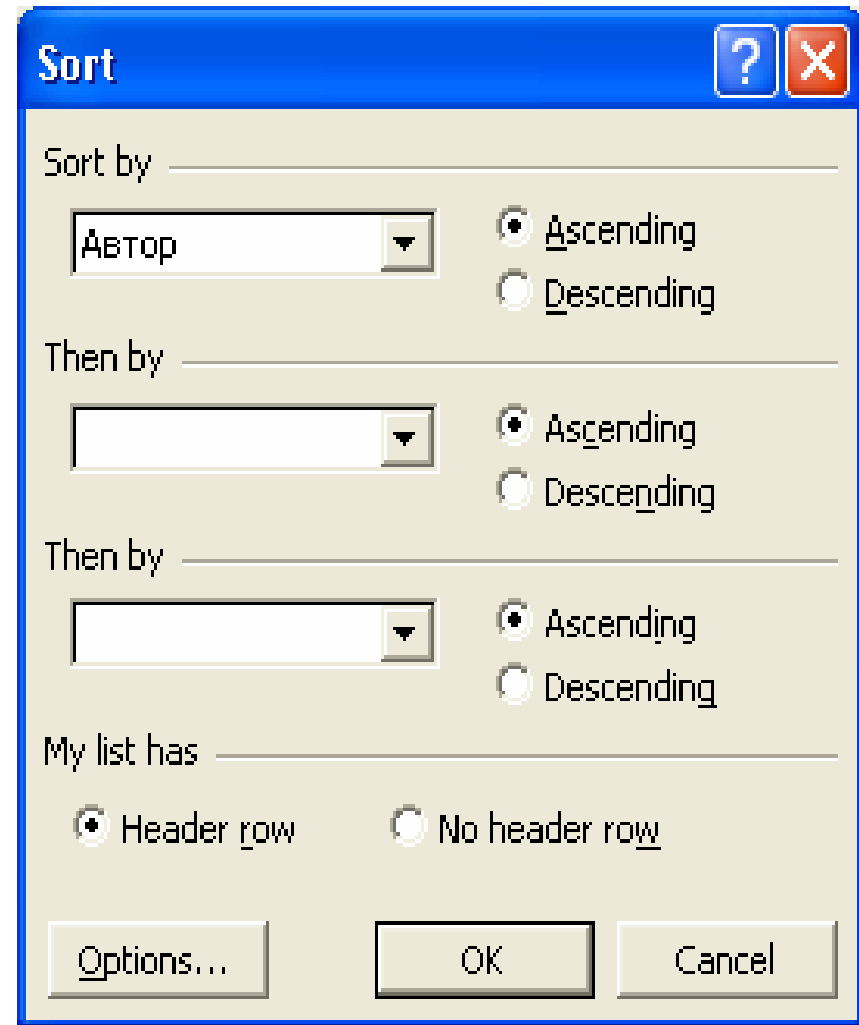 Sort
Sort by
Автор
Ascending
Descending
Then by
Ascending
Descending
Then by
Ascending
Descending
My list has
Header row No header row
Options... OK Cancel